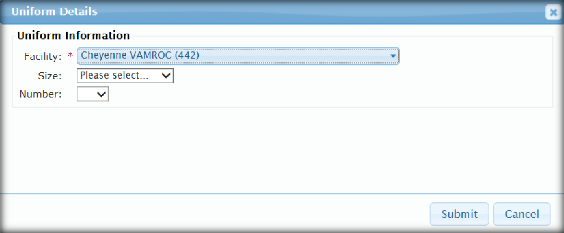 Uniform Details
Uniform Information
Facility: * Cheyenne VAMROC (442)
Size: Please select...
Number:
Submit Cancel